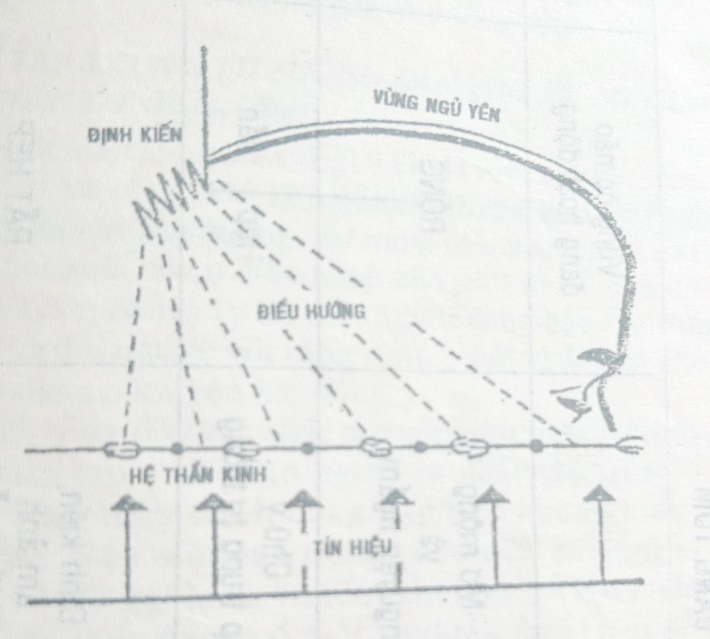 VÙNG NGỦ YÊN
ĐỊNH KIẾN
ĐIỀU HƯỚNG
HỆ THẦN KINH
TÍN HIỆU